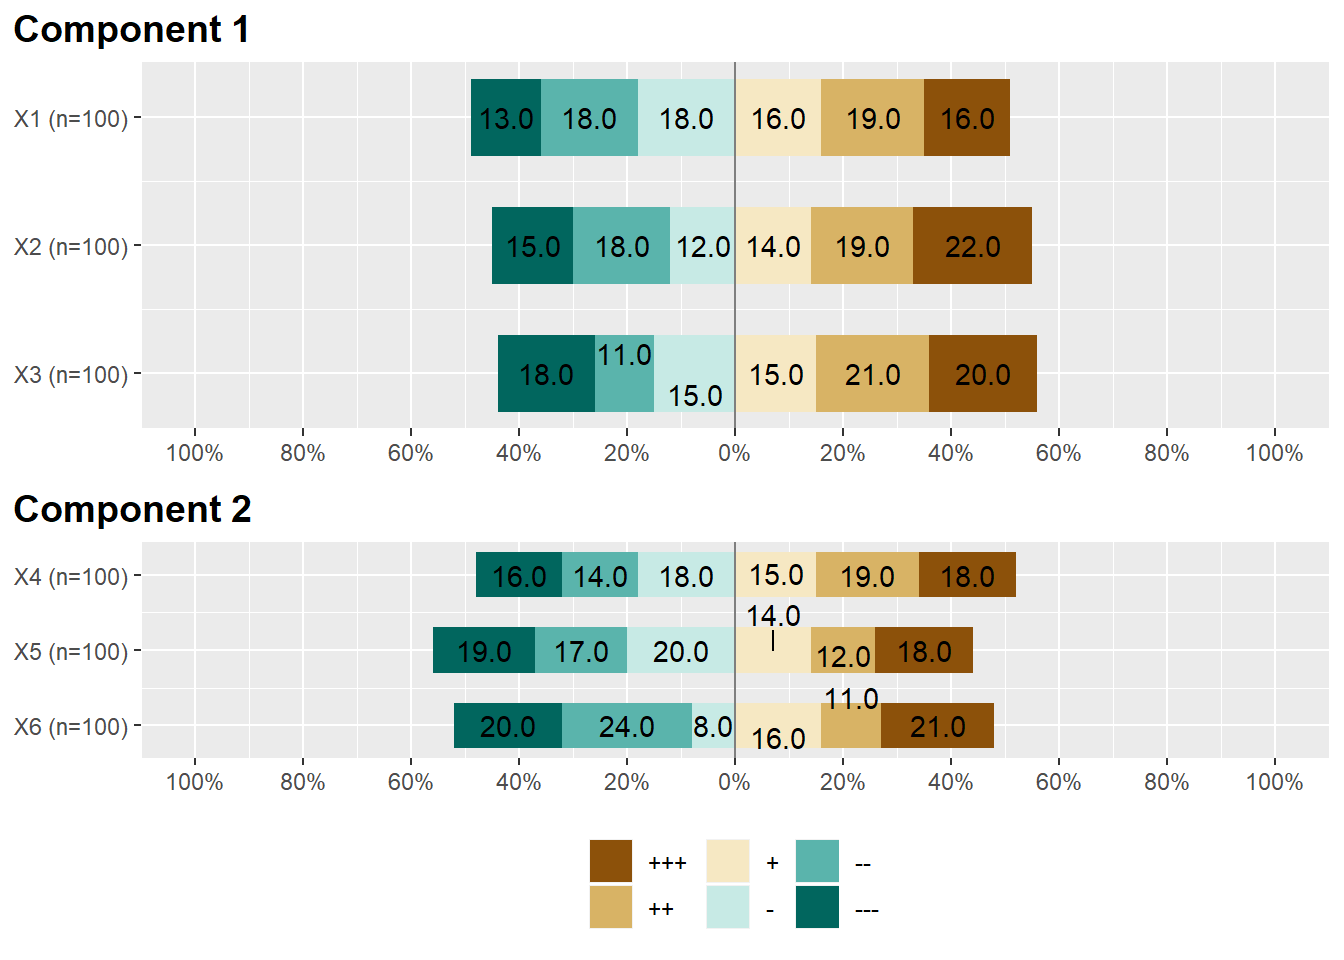 Component 1
X1 (n=100) 13.0 18.0 18.0 16.0 19.0 16.0
X2 (n=100) 15.0 18.0 12.0 14.0 19.0 22.0
X3 (n=100) 18.0 11.0 15.0 15.0 21.0 20.0
100% 80% 60% 40% 20% 0% 20% 40% 60% 80% 100%
Component 2
X4 (n=100) 16.0 14.0 18.0 15.0 19.0 18.0
X5 (n=100) 19.0 17.0 20.0 14.0 12.0 18.0
X6 (n=100) 20.0 24.0 8.0 16.0 11.0 21.0
100% 80% 60% 40% 20% 0% 20% 40% 60% 80% 100%
+++ + --
++ - ---